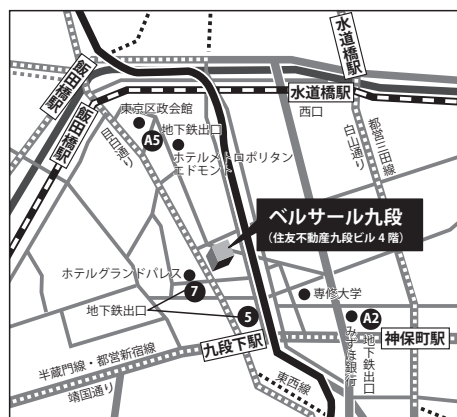 水道橋駅
飯田橋駅
飯田橋駅
水道橋駅
西口
東京区政会館
A5
地下鉄出口
ホテルメトロポリタン
エドモント
目白通り
白山通り
都営三田線
ベルサール九段
(住友不動産九段ビル4階)
ホテルグランドパレス
7
地下鉄出口
5
専修大学
A2
地下鉄出口
みずほ銀行
神保町駅
九段下駅
半蔵門線・都営新宿線
靖国通り
東西線